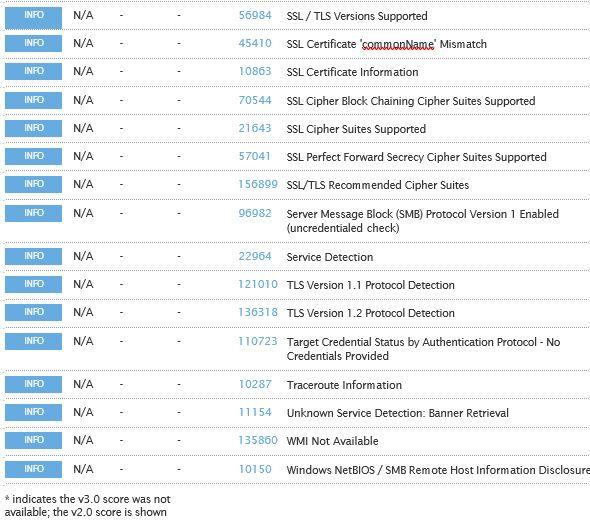 INFO N/A - - 56984 SSL / TLS Versions Supported
INFO N/A - - 45410 SSL Certificate 'commonName' Mismatch
INFO N/A - - 10863 SSL Certificate Information
INFO N/A - - 70544 SSL Cipher Block Chaining Cipher Suites Supported
INFO N/A - - 21643 SSL Cipher Suites Supported
INFO N/A - - 57041 SSL Perfect Forward Secrecy Cipher Suites Supported
INFO N/A - - 156899 SSL/TLS Recommended Cipher Suites
INFO N/A - - 96982 Server Message Block (SMB) Protocol Version 1 Enabled
(uncredentialed check)
INFO N/A - - 22964 Service Detection
INFO N/A - - 121010 TLS Version 1.1 Protocol Detection
INFO N/A - - 136318 TLS Version 1.2 Protocol Detection
INFO N/A - - 110723 Target Credential Status by Authentication Protocol - No
Credentials Provided
INFO N/A - - 10287 Traceroute Information
INFO N/A - - 11154 Unknown Service Detection: Banner Retrieval
INFO N/A - - 135860 WMI Not Available
INFO N/A - - 10150 Windows NetBIOS / SMB Remote Host Information Disclosure
* indicates the v3.0 score was not
available; the v2.0 score is shown